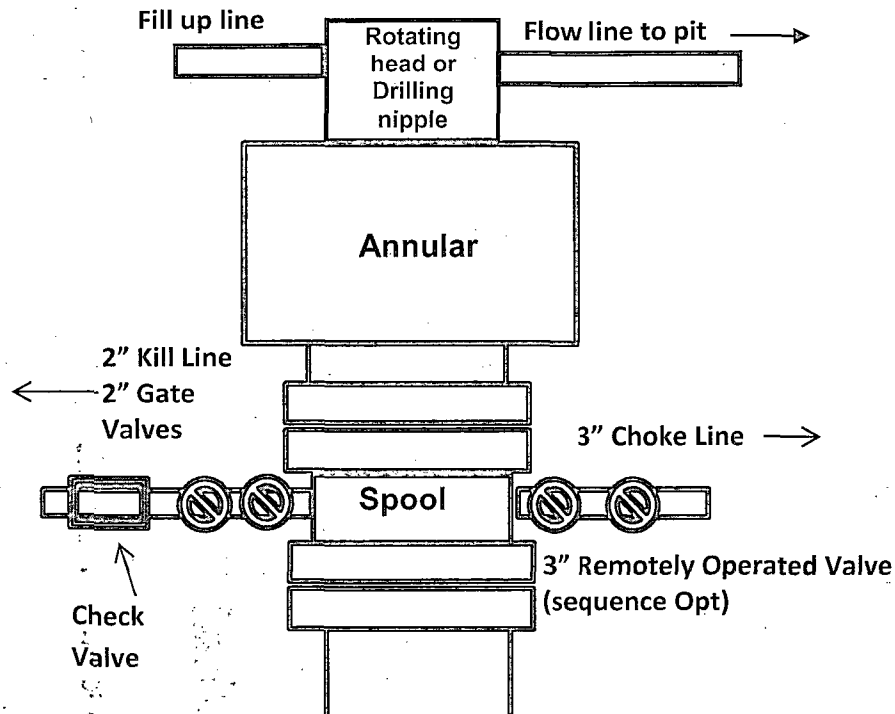 Fill up line
Rotating
head or
Drilling
nipple
Flow line to pit
Annular
2” Kill Line
2” Gate
Valves
3” Choke Line
Spool
3” Remotely Operated Valve
(sequence Opt)
Check
Valve